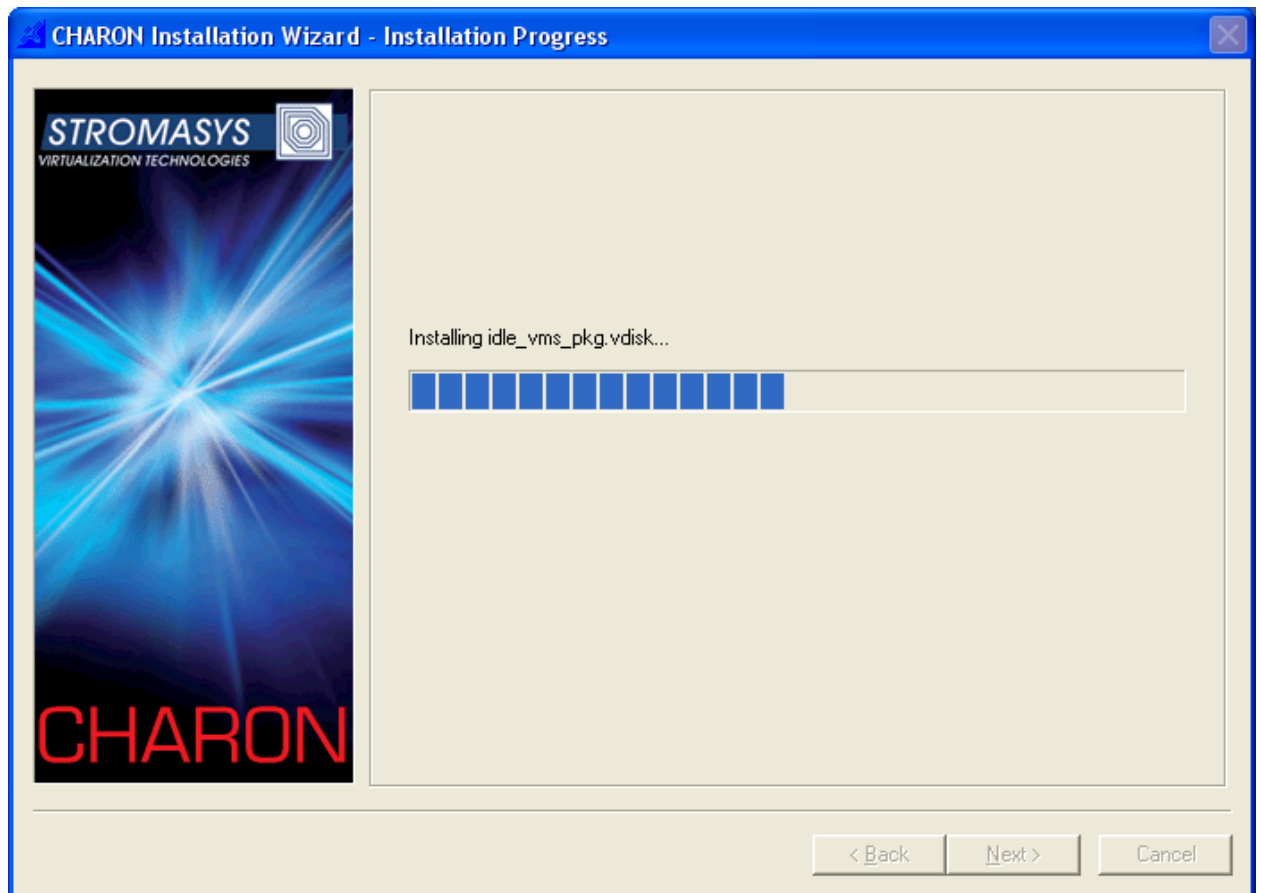 CHARON Installation Wizard - Installation Progress
STROMASYS
VIRTUALIZATION TECHNOLOGIES
Installing idle_vms_pkg.vdisk...
CHARON
< Back
Next >
Cancel